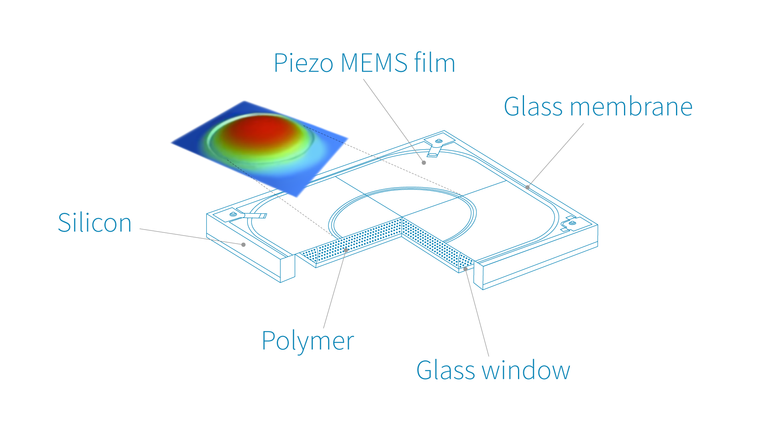 Piezo MEMS film
Glass membrane
Silicon
Polymer
Glass window